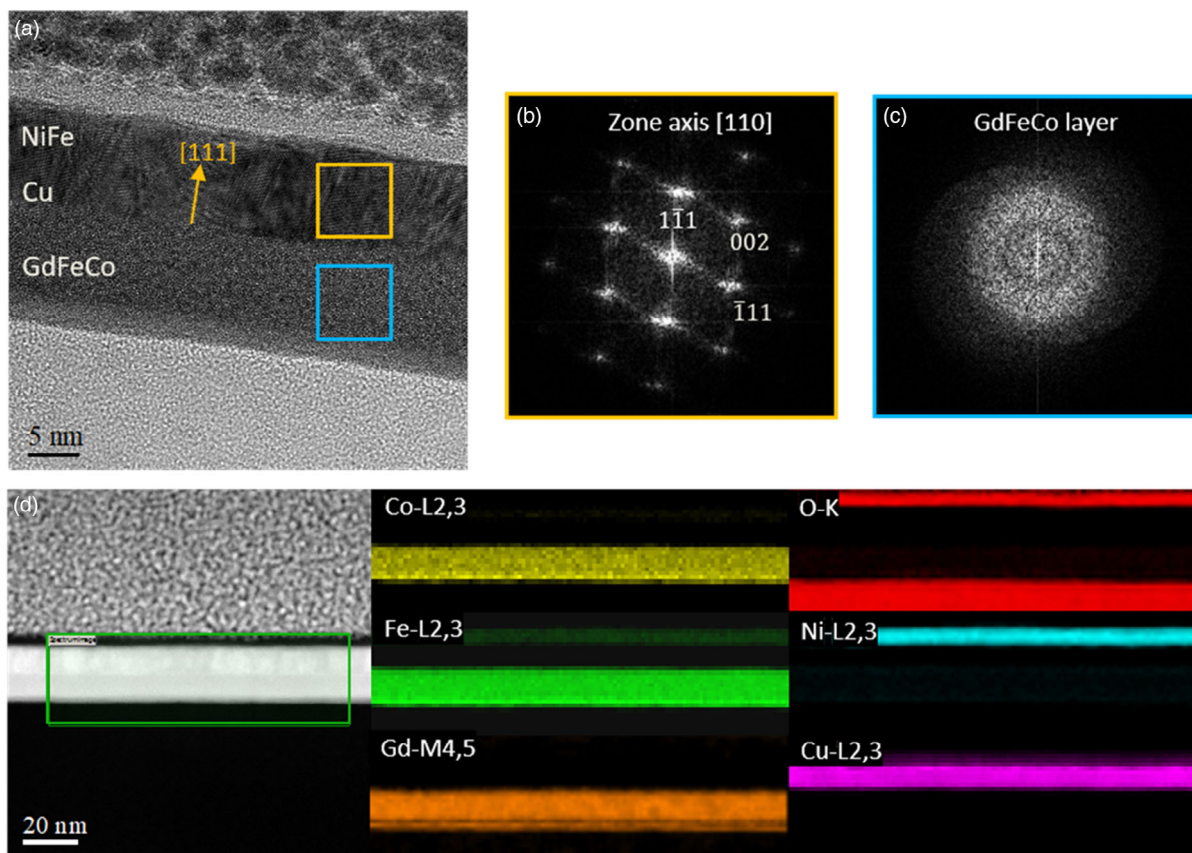 (a)
NiFe
[111]
Cu
GdFeCo
5 nm
(b)
Zone axis [110]
11̅1
002
1̅11
(c)
GdFeCo layer
(d)
20 nm
Co-L2,3
Fe-L2,3
Gd-M4,5
O-K
Ni-L2,3
Cu-L2,3